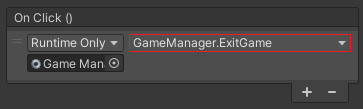 On Click ()
Runtime Only GameManager.ExitGame
Game Man